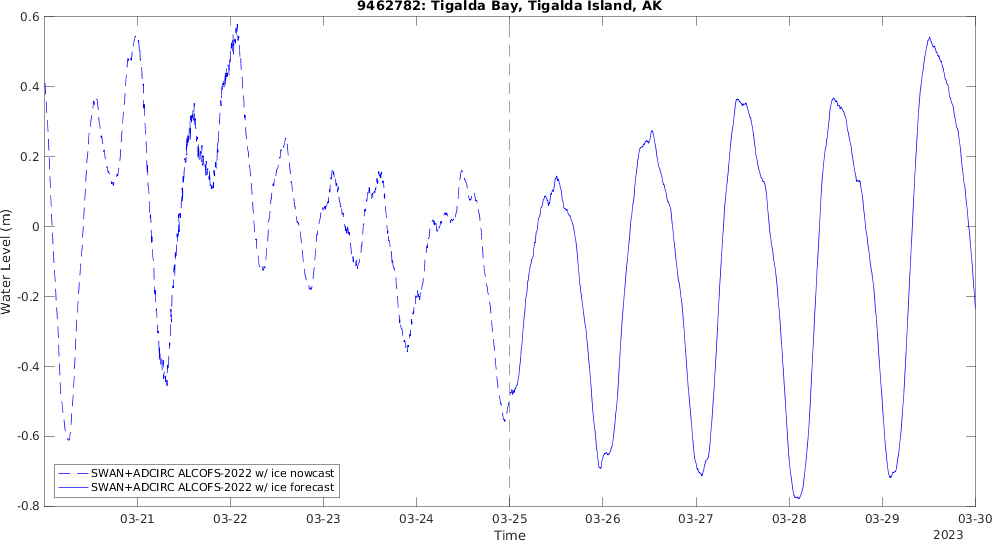 9462782: Tigalda Bay, Tigalda Island, AK
0.6
0.4
0.2
0
-0.2
-0.4
-0.6
-0.8
Water Level (m)
SWAN+ADCIRC ALCOFS-2022 w/ ice nowcast
SWAN+ADCIRC ALCOFS-2022 w/ ice forecast
03-21 03-22 03-23 03-24 03-25 03-26 03-27 03-28 03-29 03-30
Time
2023